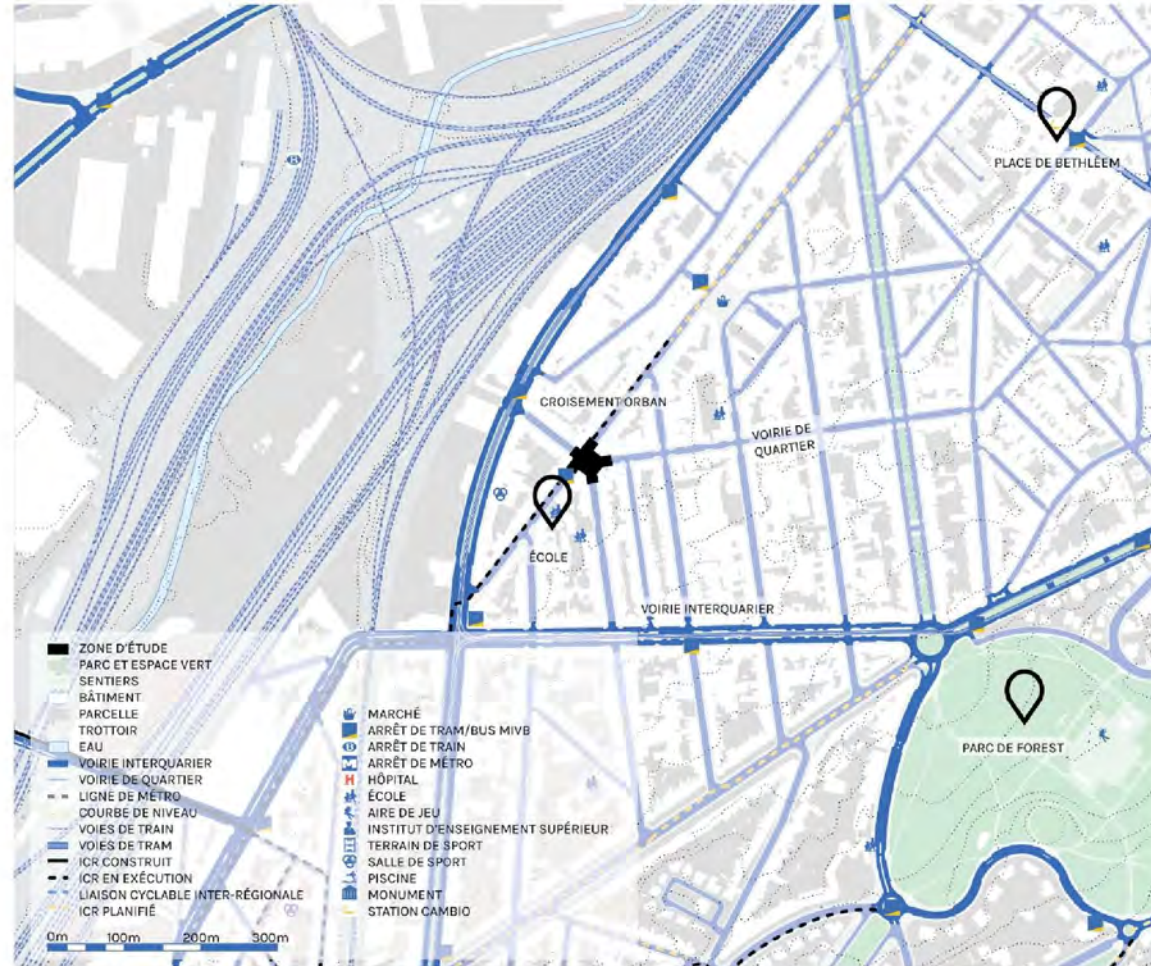 PLACE DE BETHLÉEM
CROISEMENT ORBAN
VOIRIE DE
QUARTIER
ÉCOLE
VOIRIE INTERQUARIER
PARC DE FOREST
ZONE D'ÉTUDE
PARC ET ESPACE VERT
SENTIERS
BÂTIMENT
PARCELLE
TROTTOIR
EAU
VOIRIE INTERQUARIER
VOIRIE DE QUARTIER
LIGNE DE MÉTRO
COURBE DE NIVEAU
VOIES DE TRAIN
VOIES DE TRAM
ICR CONSTRUIT
ICR EN EXÉCUTION
LIAISON CYCLABLE INTER-RÉGIONALE
ICR PLANIFIÉ
MARCHÉ
ARRÊT DE TRAM/BUS MIVB
B ARRÊT DE TRAIN
M ARRÊT DE MÉTRO
H HÔPITAL
ÉCOLE
AIRE DE JEU
INSTITUT D'ENSEIGNEMENT SUPÉRIEUR
TERRAIN DE SPORT
SALLE DE SPORT
PISCINE
MONUMENT
STATION CAMBIO
0m 100m 200m 300m